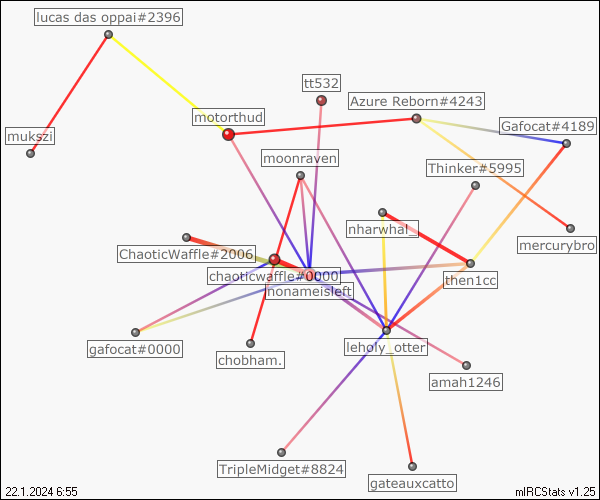 lucas das oppai#2396
tt532
Azure Reborn#4243
motorthud
Gafocat#4189
mukszi
moonraven
Thinker#5995
nharwhal_
mercurybro
ChaoticWaffle#2006
chaoticwaffle#0000
then1cc
nonameisleft
gafocat#0000
leholy_otter
chobham.
amah1246
TripleMidget#8824
gateauxcatto
22.1.2024 6:55
mIRCStats v1.25